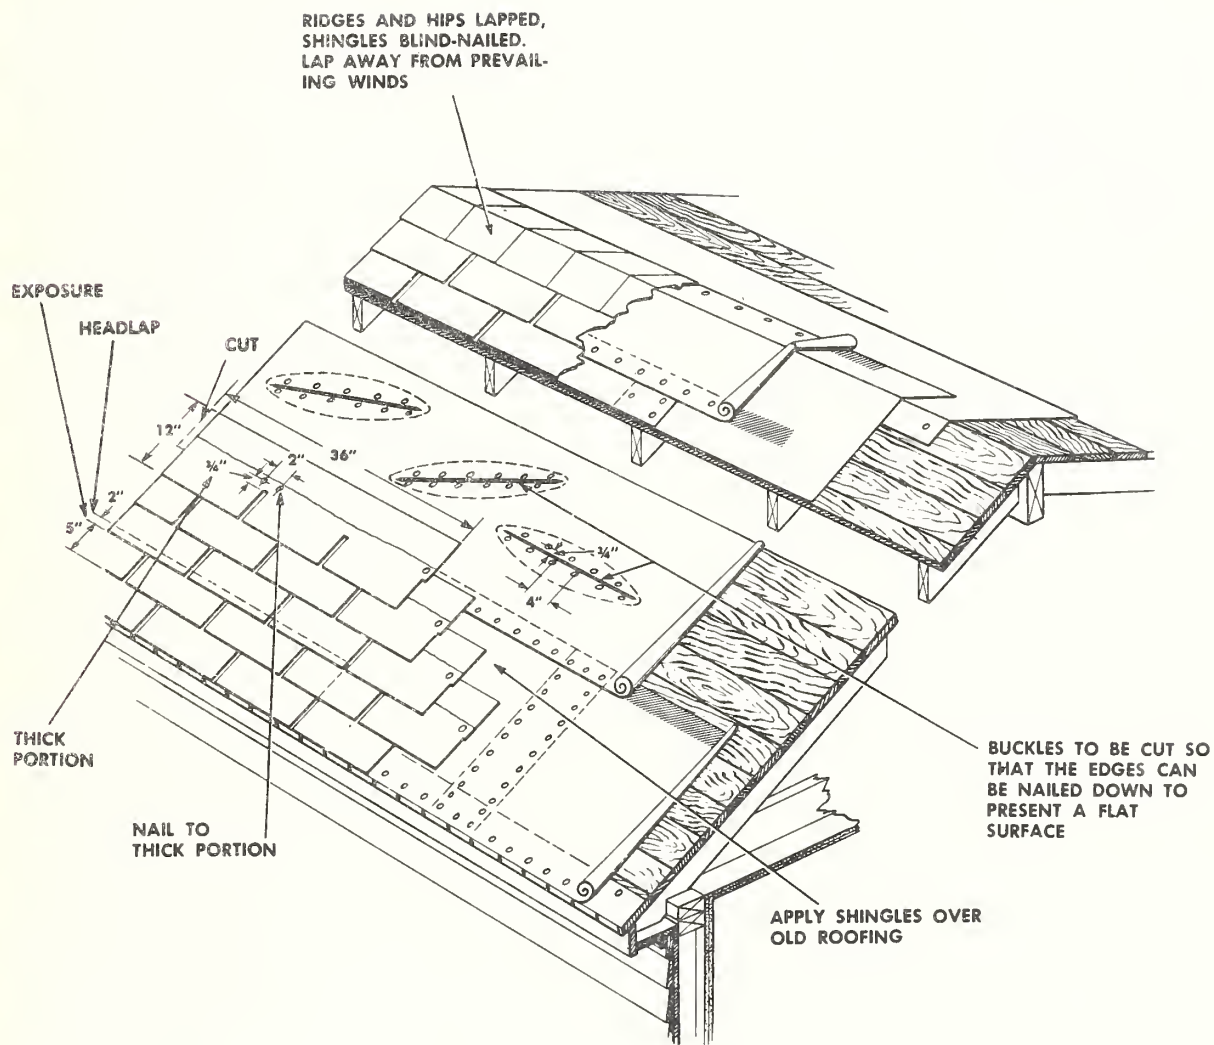 RIDGES AND HIPS LAPPED,
SHINGLES BLIND-NAILED.
LAP AWAY FROM PREVAIL-
ING WINDS
EXPOSURE
HEADLAP
CUT
12"
¾"
2"
36"
2"
5"
¾"
4"
THICK
PORTION
NAIL TO
THICK PORTION
BUCKLES TO BE CUT SO
THAT THE EDGES CAN
BE NAILED DOWN TO
PRESENT A FLAT
SURFACE
APPLY SHINGLES OVER
OLD ROOFING